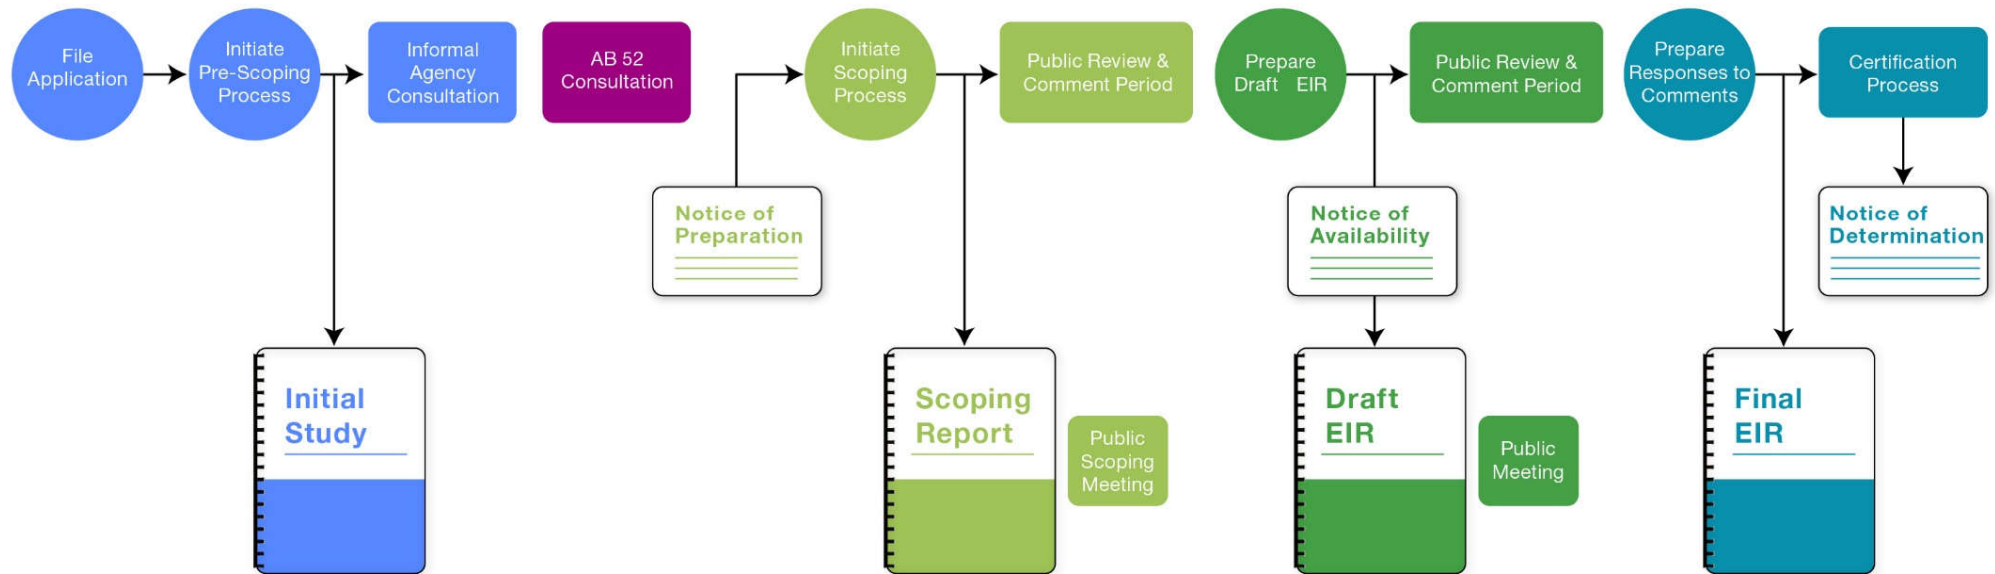 File
Application
Initiate
Pre-Scoping
Process
Informal
Agency
Consultation
AB 52
Consultation
Initiate
Scoping
Process
Public Review &
Comment Period
Prepare
Draft EIR
Public Review &
Comment Period
Prepare
Responses to
Comments
Certification
Process
Notice of
Preparation
Notice of
Availability
Notice of
Determination
Initial
Study
Scoping
Report
Public
Scoping
Meeting
Draft
EIR
Public
Meeting
Final
EIR